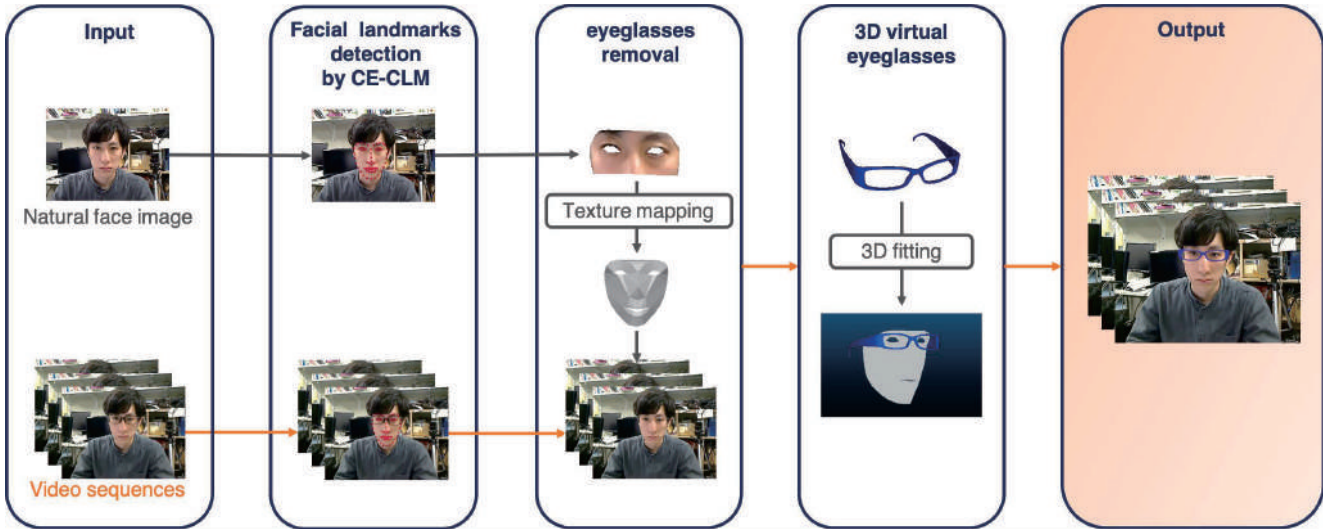 Input
Natural face image
Video sequences
Facial landmarks
detection
by CE-CLM
eyeglasses
removal
Texture mapping
3D virtual
eyeglasses
3D fitting
Output